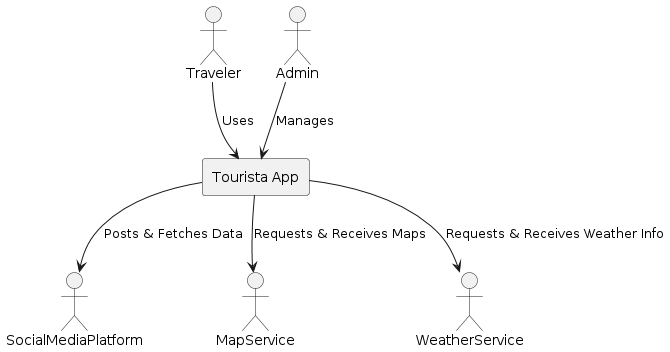 Traveler
Admin
Uses
Manages
Tourista App
Posts & Fetches Data
Requests & Receives Maps
Requests & Receives Weather Info
SocialMediaPlatform
MapService
WeatherService